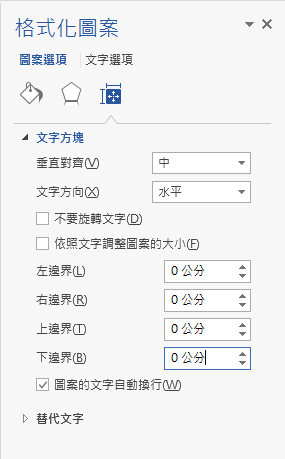 格式化圖案
圖案選項 文字選項
文字方塊
垂直對齊(V) 中
文字方向(X) 水平
不要旋轉文字(D)
依照文字調整圖案的大小(F)
左邊界(L) 0 公分
右邊界(R) 0 公分
上邊界(T) 0 公分
下邊界(B) 0 公分
圖案的文字自動換行(W)
替代文字